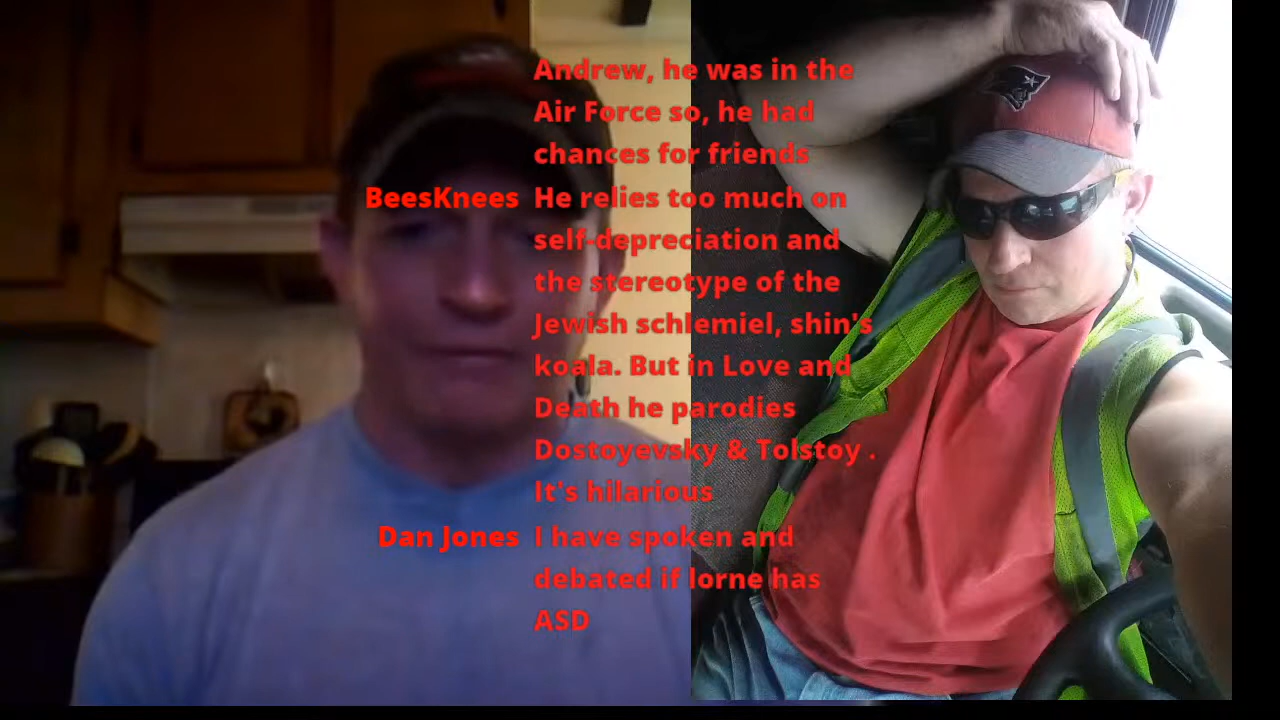 Andrew, he was in the
Air Force so, he had
chances for friends
BeesKnees He relies too much on
self-depreciation and
the stereotype of the
Jewish schlemiel, shin's
koala. But in Love and
Death he parodies
Dostoyevsky & Tolstoy .
It's hilarious
Dan Jones I have spoken and
debated if lorne has
ASD